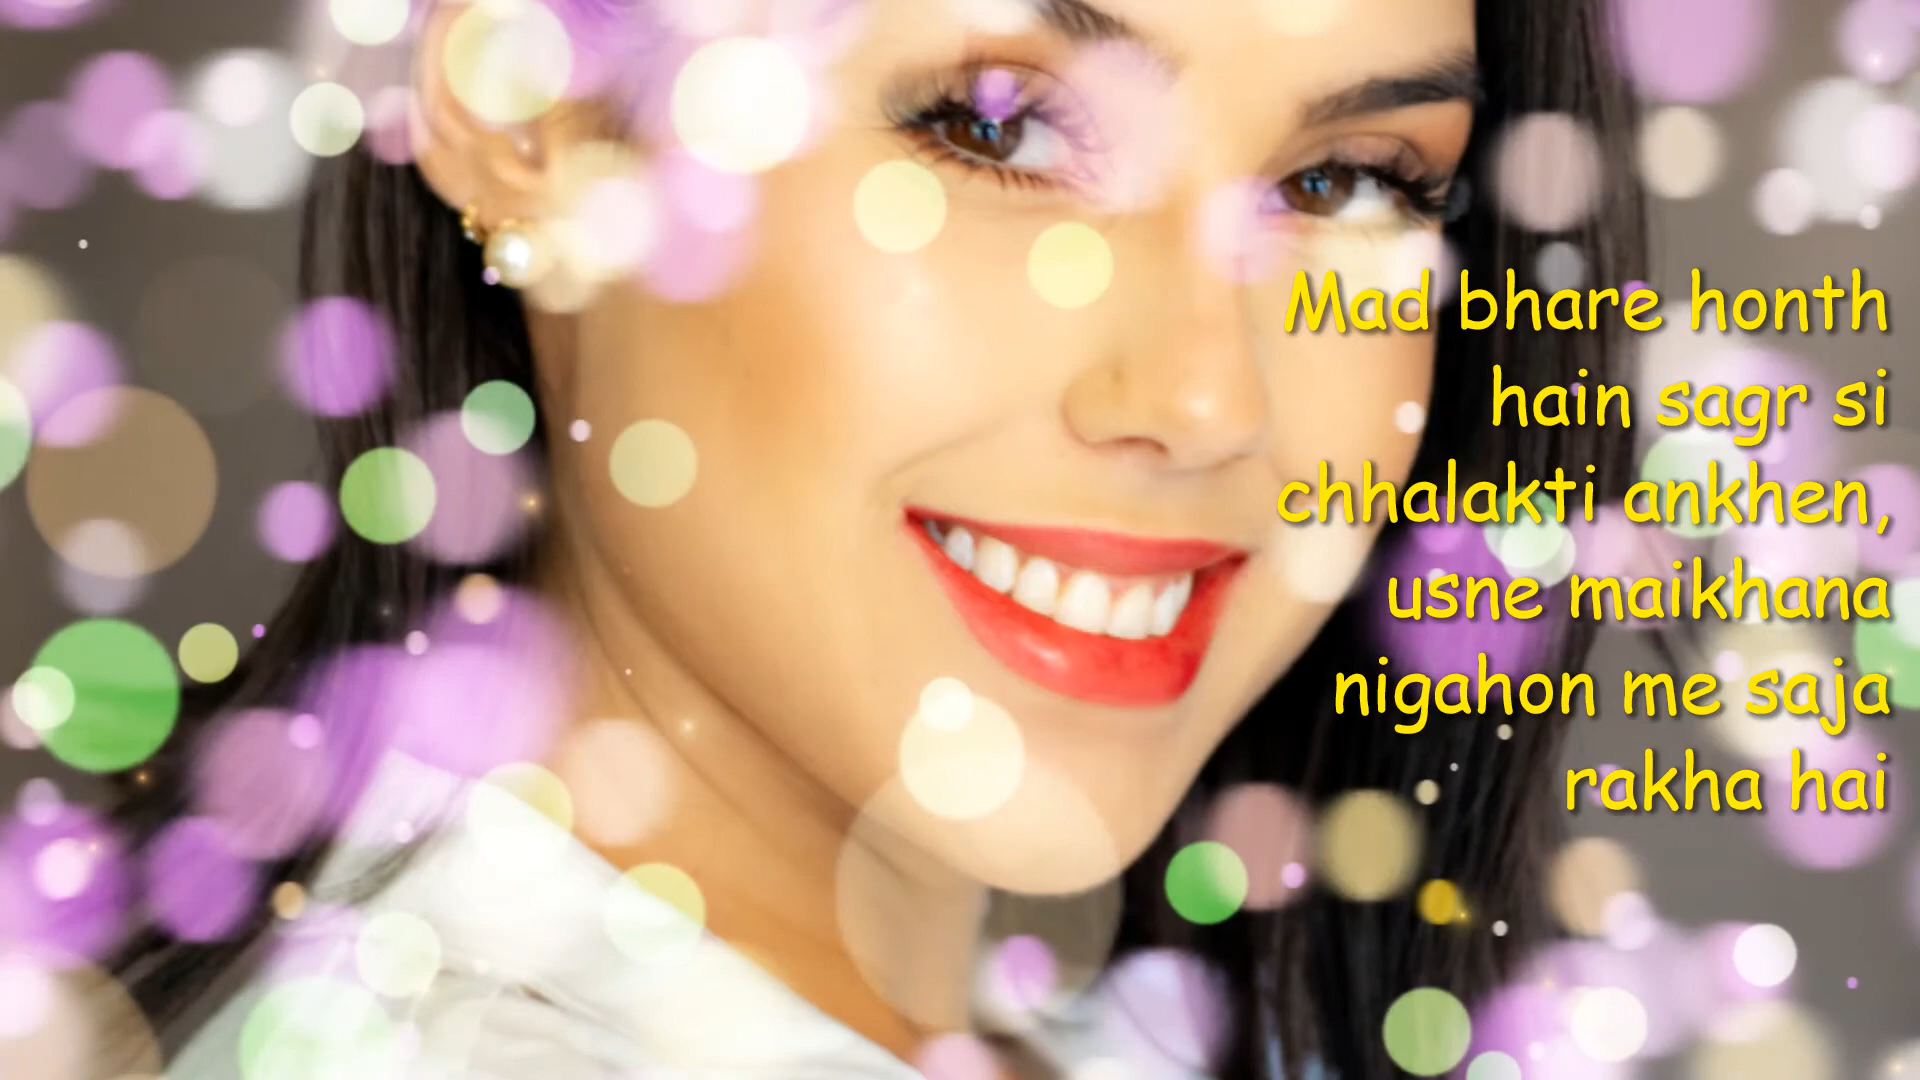 Mad bhare honth
hain sagr si
chhalakti ankhen,
usne maikhana
nigahon me saja
rakha hai